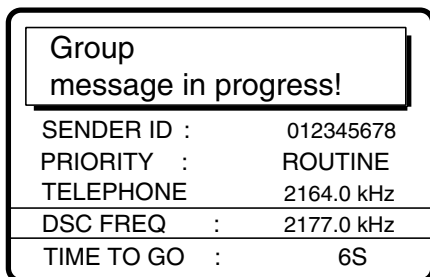 Group
message in progress!
SENDER ID : 012345678
PRIORITY : ROUTINE
TELEPHONE 2164.0 kHz
DSC FREQ : 2177.0 kHz
TIME TO GO : 6S